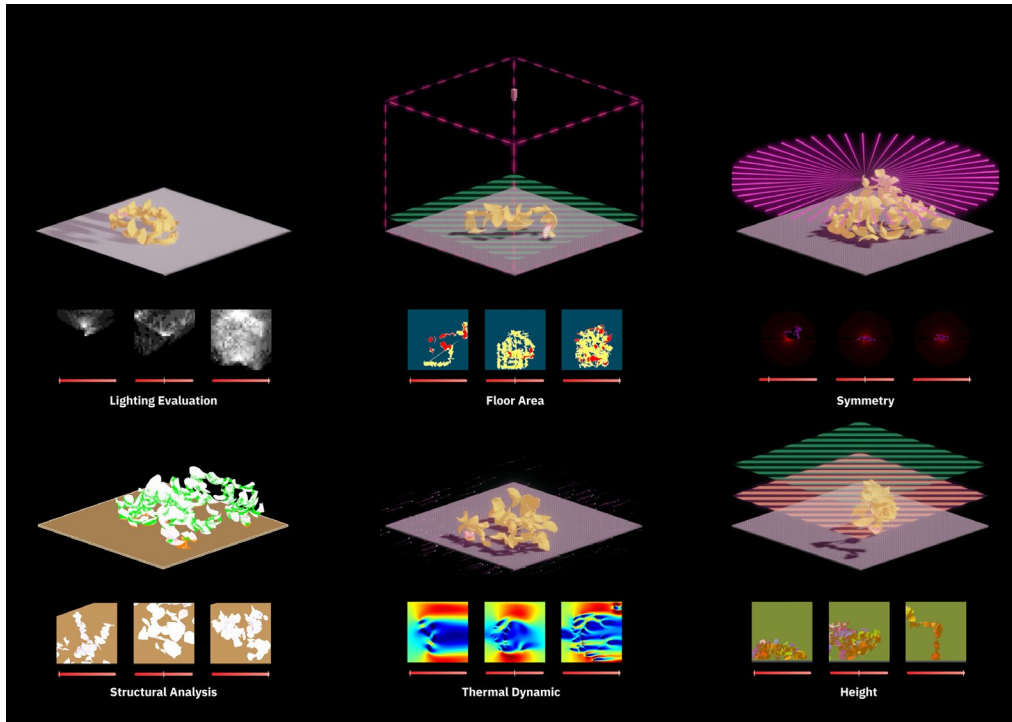 Lighting Evaluation
Floor Area
Symmetry
Structural Analysis
Thermal Dynamic
Height